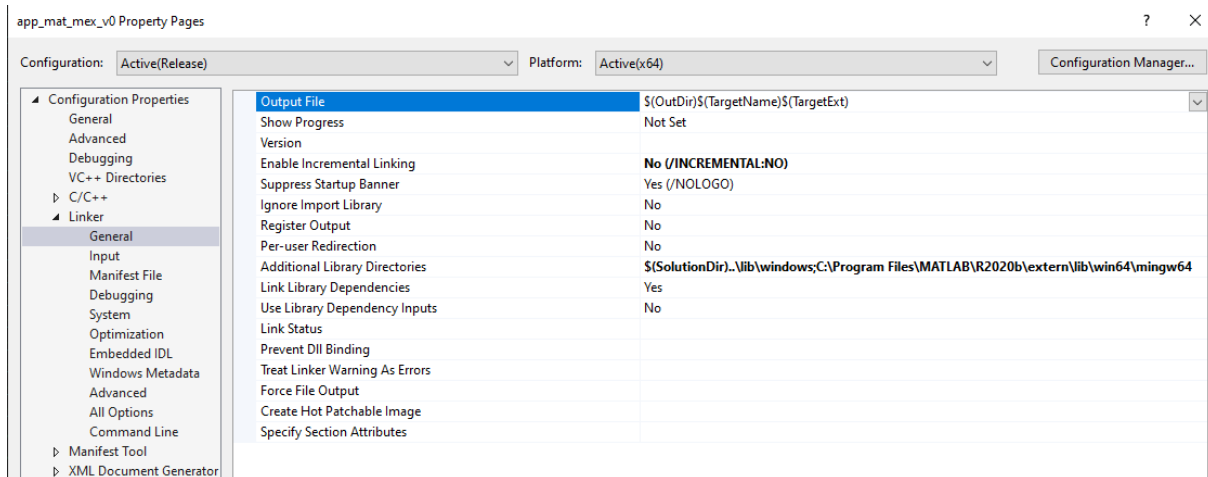 app_mat_mex_v0 Property Pages
? ×
Configuration: Active(Release) Platform: Active(x64) Configuration Manager...
Configuration Properties
General
Advanced
Debugging
VC++ Directories
C/C++
Linker
General
Input
Manifest File
Debugging
System
Optimization
Embedded IDL
Windows Metadata
Advanced
All Options
Command Line
Manifest Tool
XML Document Generator
Output File $(OutDir)$(TargetName)$(TargetExt)
Show Progress Not Set
Version
Enable Incremental Linking No (/INCREMENTAL:NO)
Suppress Startup Banner Yes (/NOLOGO)
Ignore Import Library No
Register Output No
Per-user Redirection No
Additional Library Directories $(SolutionDir)..\lib\windows;C:\Program Files\MATLAB\R2020b\extern\lib\win64\mingw64
Link Library Dependencies Yes
Use Library Dependency Inputs No
Link Status
Prevent Dll Binding
Treat Linker Warning As Errors
Force File Output
Create Hot Patchable Image
Specify Section Attributes